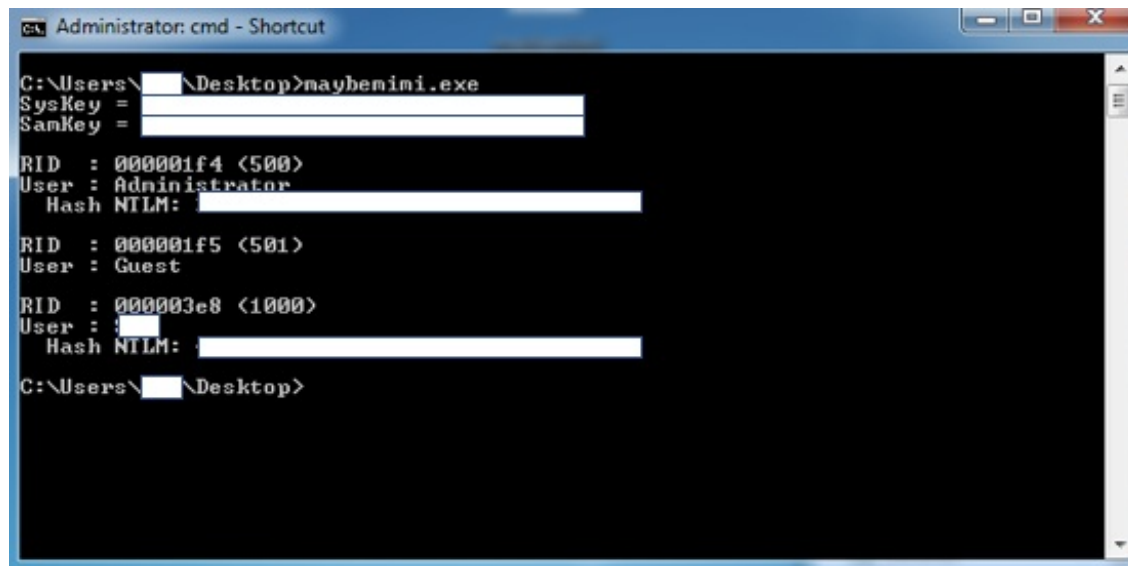 Administrator: cmd - Shortcut
C:\Users\ \Desktop>maybemimi.exe
SysKey =
SamKey =
RID  : 000001f4 (500)
User : Administrator
Hash NTLM:
RID  : 000001f5 (501)
User : Guest
RID  : 000003e8 (1000)
User :
Hash NTLM:
C:\Users\ \Desktop>